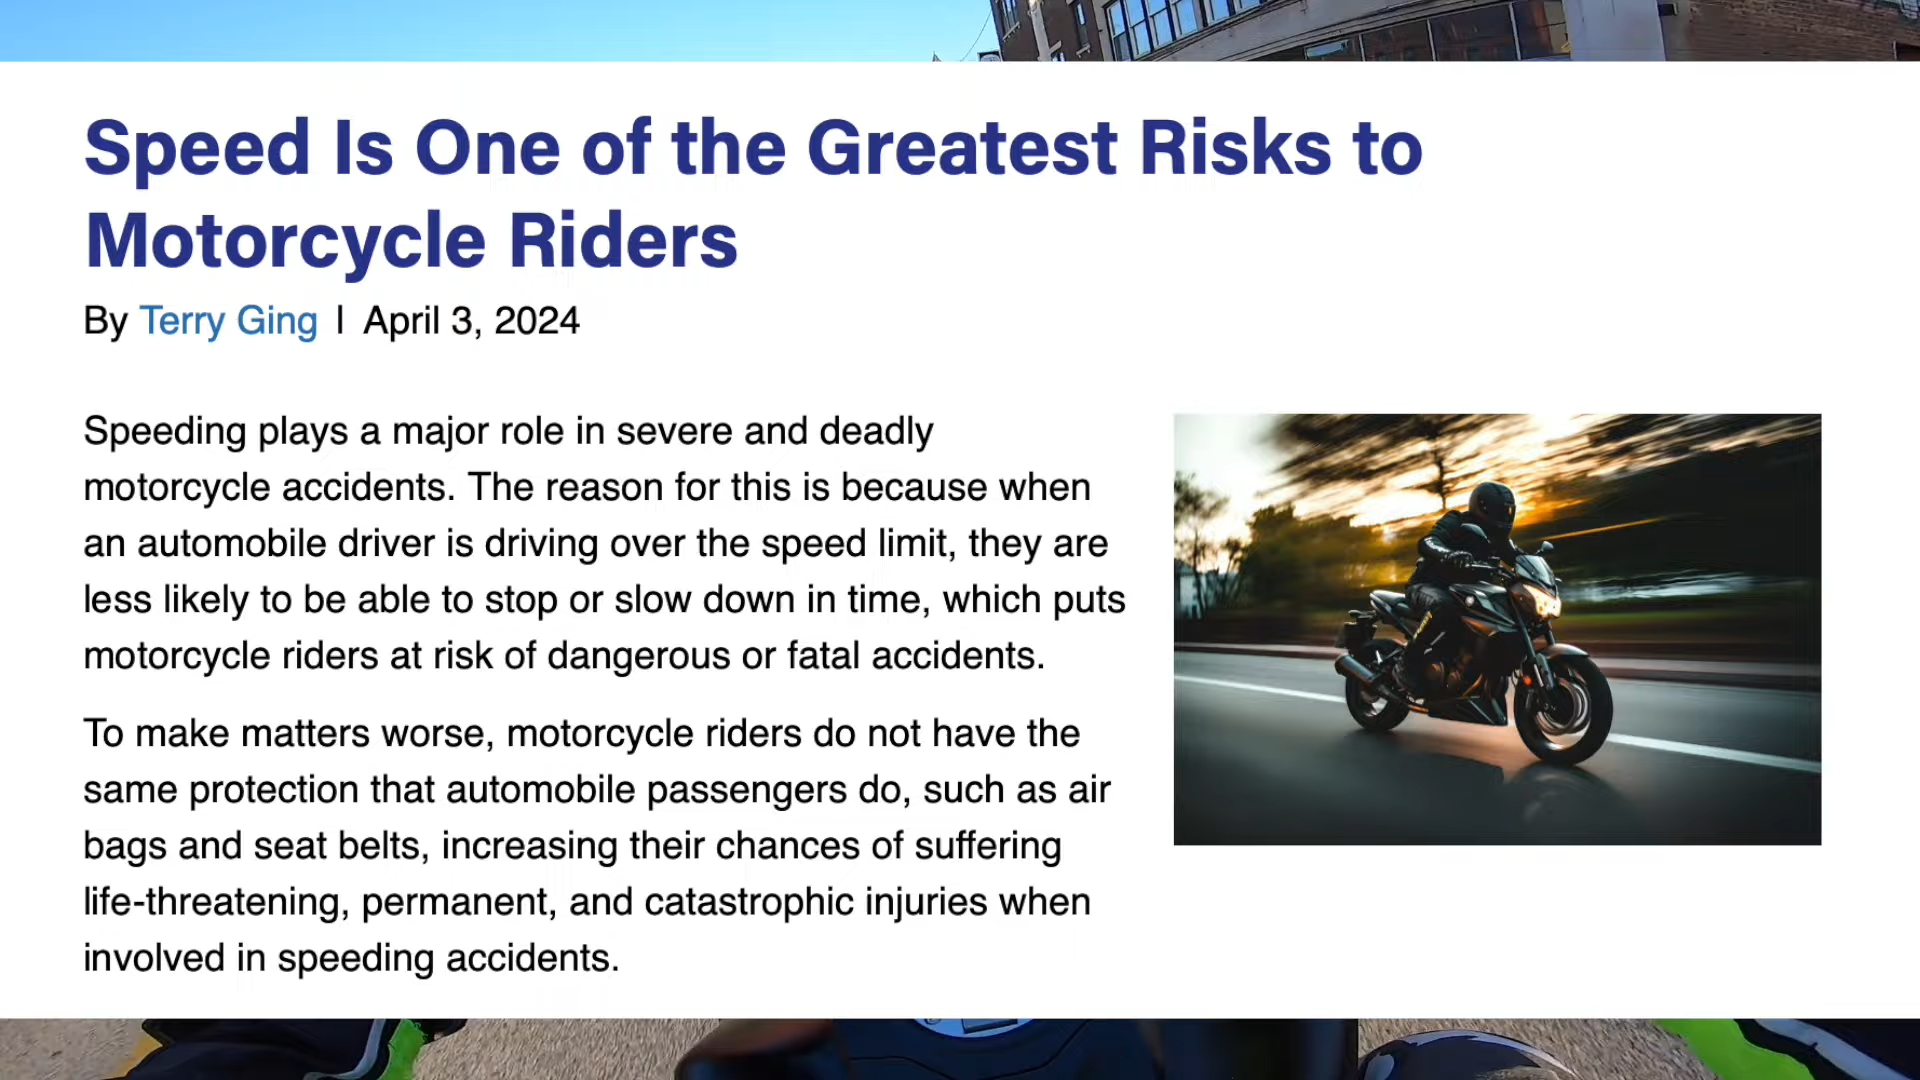 Speed Is One of the Greatest Risks to
Motorcycle Riders
By Terry Ging | April 3, 2024
Speeding plays a major role in severe and deadly
motorcycle accidents. The reason for this is because when
an automobile driver is driving over the speed limit, they are
less likely to be able to stop or slow down in time, which puts
motorcycle riders at risk of dangerous or fatal accidents.
To make matters worse, motorcycle riders do not have the
same protection that automobile passengers do, such as air
bags and seat belts, increasing their chances of suffering
life-threatening, permanent, and catastrophic injuries when
involved in speeding accidents.